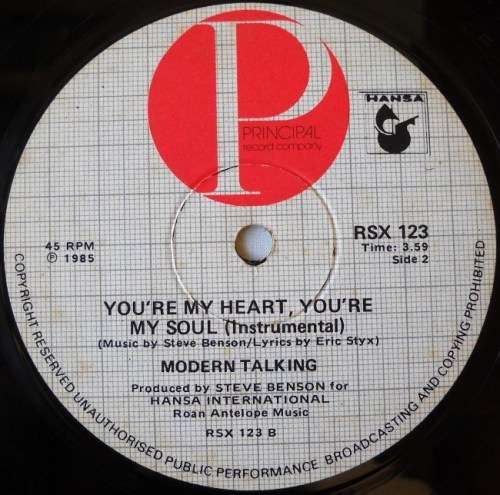 P
PRINCIPAL
record company
HANSA
45 RPM
℗ 1985
RSX 123
Time: 3.59
Side 2
YOU'RE MY HEART, YOU'RE
MY SOUL (Instrumental)
(Music by Steve Benson/Lyrics by Eric Styx)
MODERN TALKING
Produced by STEVE BENSON for
HANSA INTERNATIONAL
Roan Antelope Music
RSX 123 B
COPYRIGHT RESERVED UNAUTHORISED PUBLIC PERFORMANCE BROADCASTING AND COPYING PROHIBITED